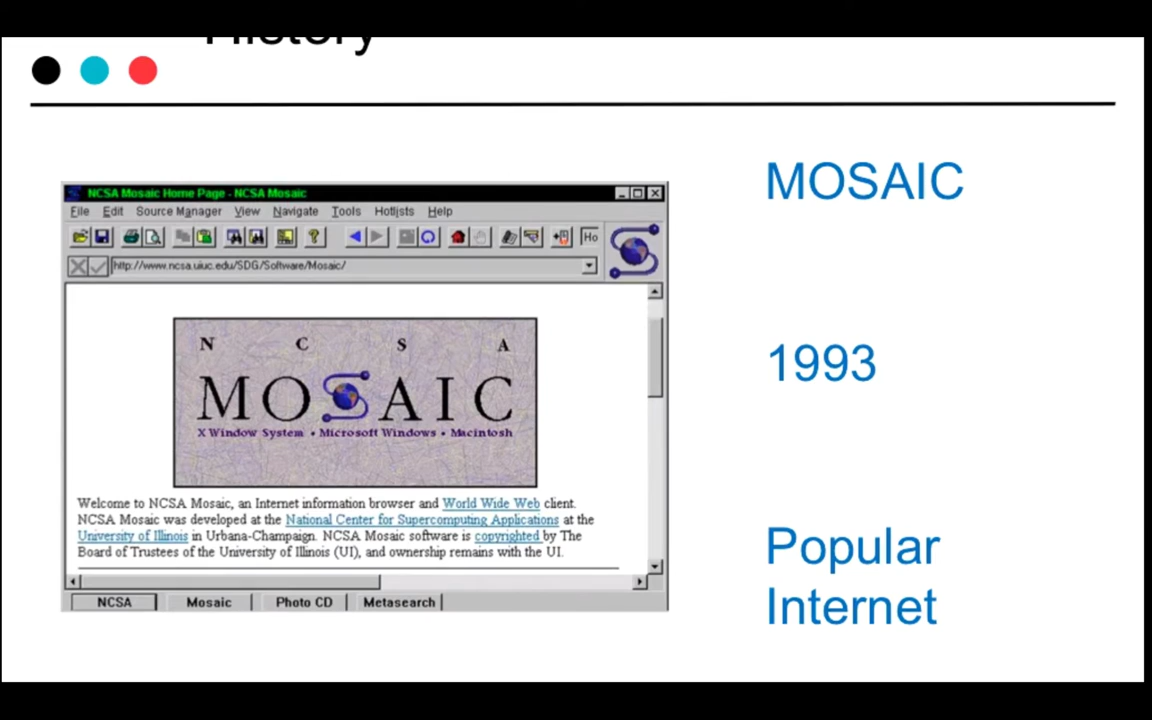 History
MOSAIC
NCSA Mosaic Home Page - NCSA Mosaic
File Edit Source Manager View Navigate Tools Hotlists Help
Ho
http://www.ncsa.uiuc.edu/SDG/Software/Mosaic/
N C S A
MOSAIC
X Window System • Microsoft Windows • Macintosh
Welcome to NCSA Mosaic, an Internet information browser and World Wide Web client.
NCSA Mosaic was developed at the National Center for Supercomputing Applications at the
University of Illinois in Urbana-Champaign. NCSA Mosaic software is copyrighted by The
Board of Trustees of the University of Illinois (UI), and ownership remains with the UI.
NCSA Mosaic Photo CD Metasearch
1993
Popular
Internet